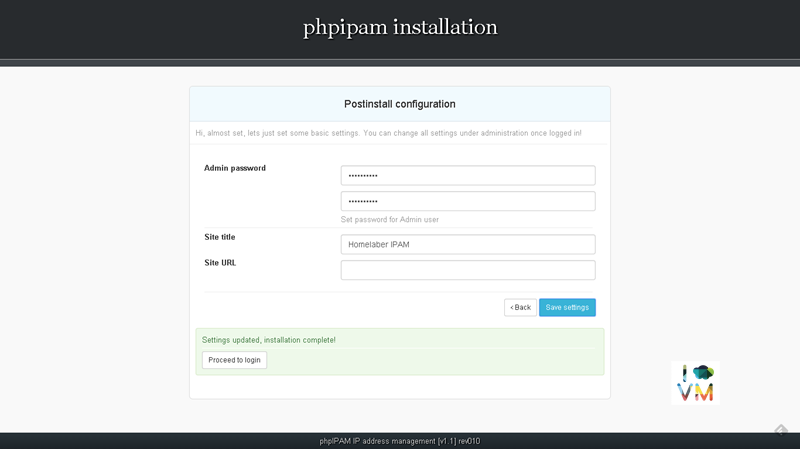 phpipam installation
Postinstall configuration
Hi, almost set, lets just set some basic settings. You can change all settings under administration once logged in!
Admin password
••••••••••
••••••••••
Set password for Admin user
Site title
Homelaber IPAM
Site URL
‹ Back
Save settings
Settings updated, installation complete!
Proceed to login
I
VM
phpIPAM IP address management [v1.1] rev010